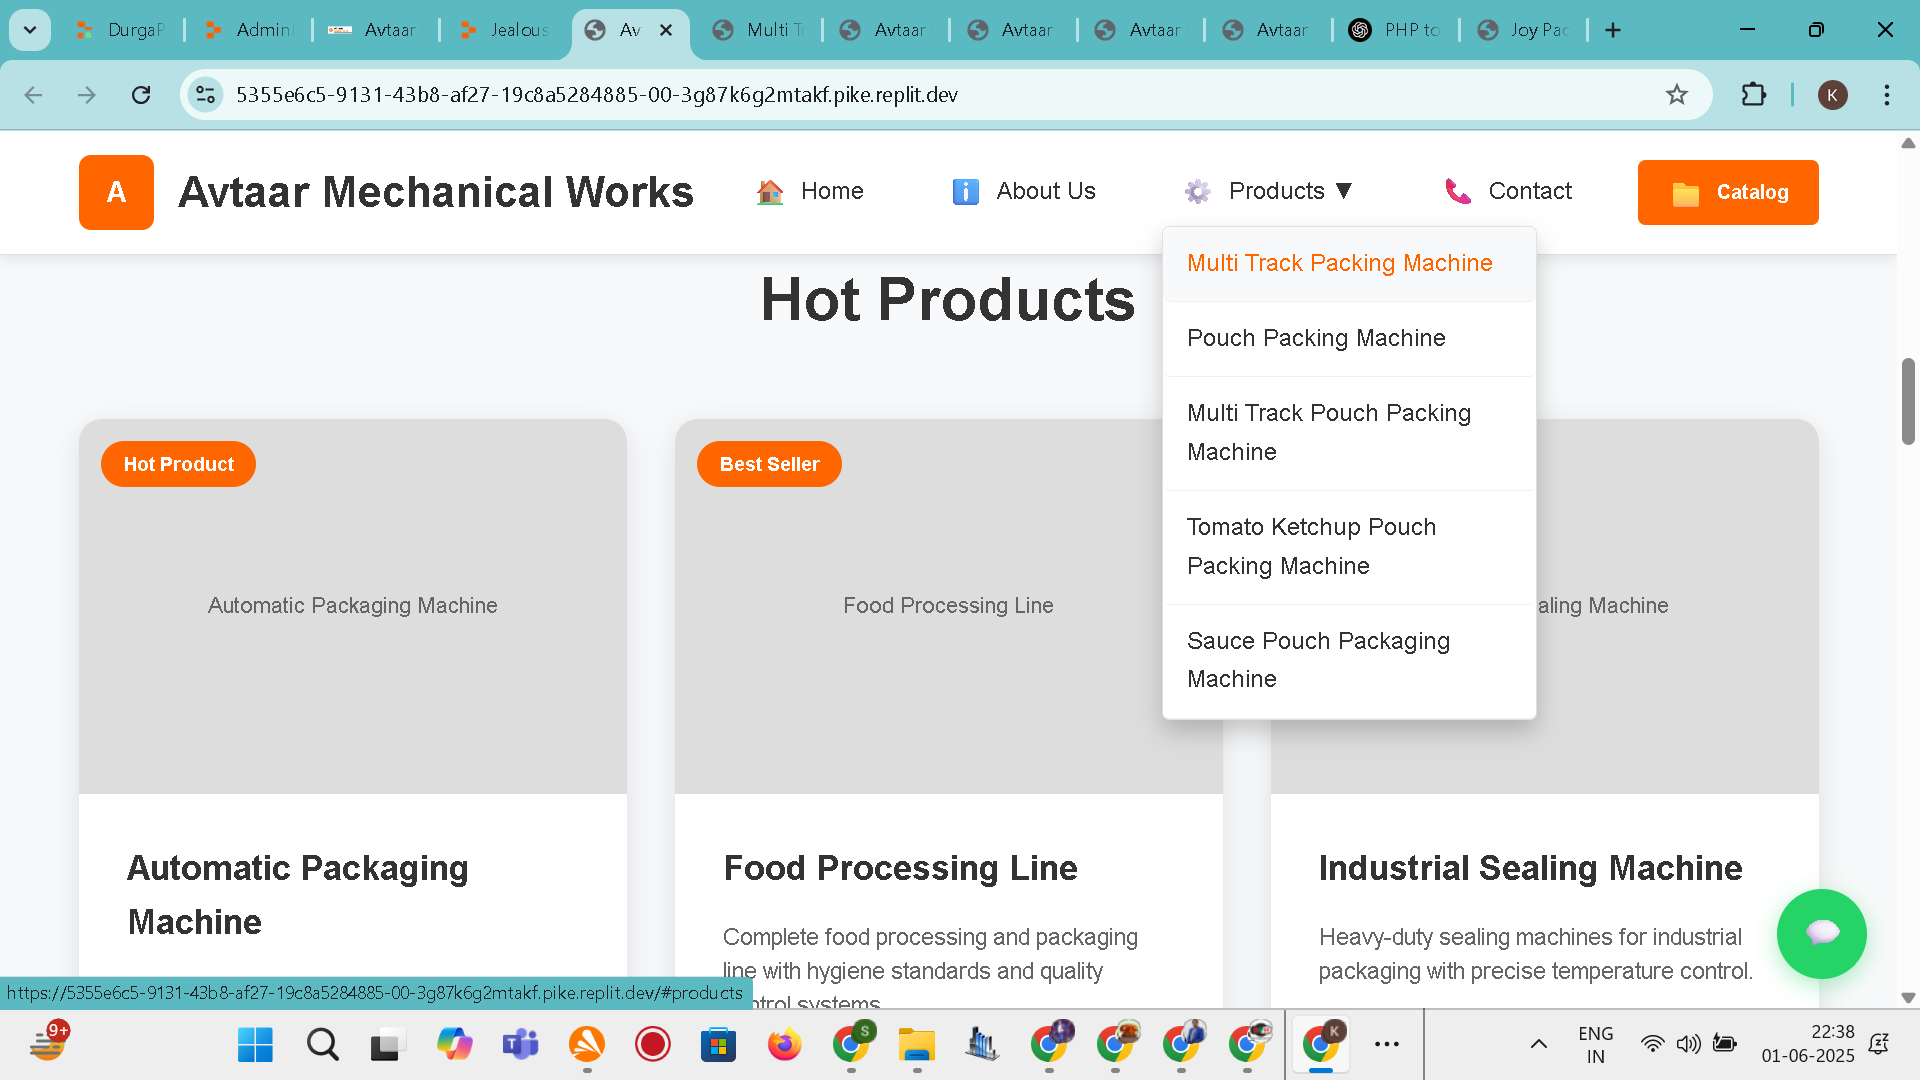 DurgaP
Admin
Avtaar
Jealous
Av
Multi T
Avtaar
Avtaar
Avtaar
Avtaar
PHP to
Joy Pac
5355e6c5-9131-43b8-af27-19c8a5284885-00-3g87k6g2mtakf.pike.replit.dev
K
A
Avtaar Mechanical Works
Home
About Us
Products ▼
Contact
Catalog
Hot Products
Multi Track Packing Machine
Pouch Packing Machine
Multi Track Pouch Packing
Machine
Tomato Ketchup Pouch
Packing Machine
Sauce Pouch Packaging
Machine
Hot Product
Best Seller
Automatic Packaging Machine
Food Processing Line
aling Machine
Automatic Packaging
Machine
Food Processing Line
Complete food processing and packaging
line with hygiene standards and quality
ntrol systems
Industrial Sealing Machine
Heavy-duty sealing machines for industrial
packaging with precise temperature control.
https://5355e6c5-9131-43b8-af27-19c8a5284885-00-3g87k6g2mtakf.pike.replit.dev/#products
9+
S
K
ENG
IN
22:38
01-06-2025